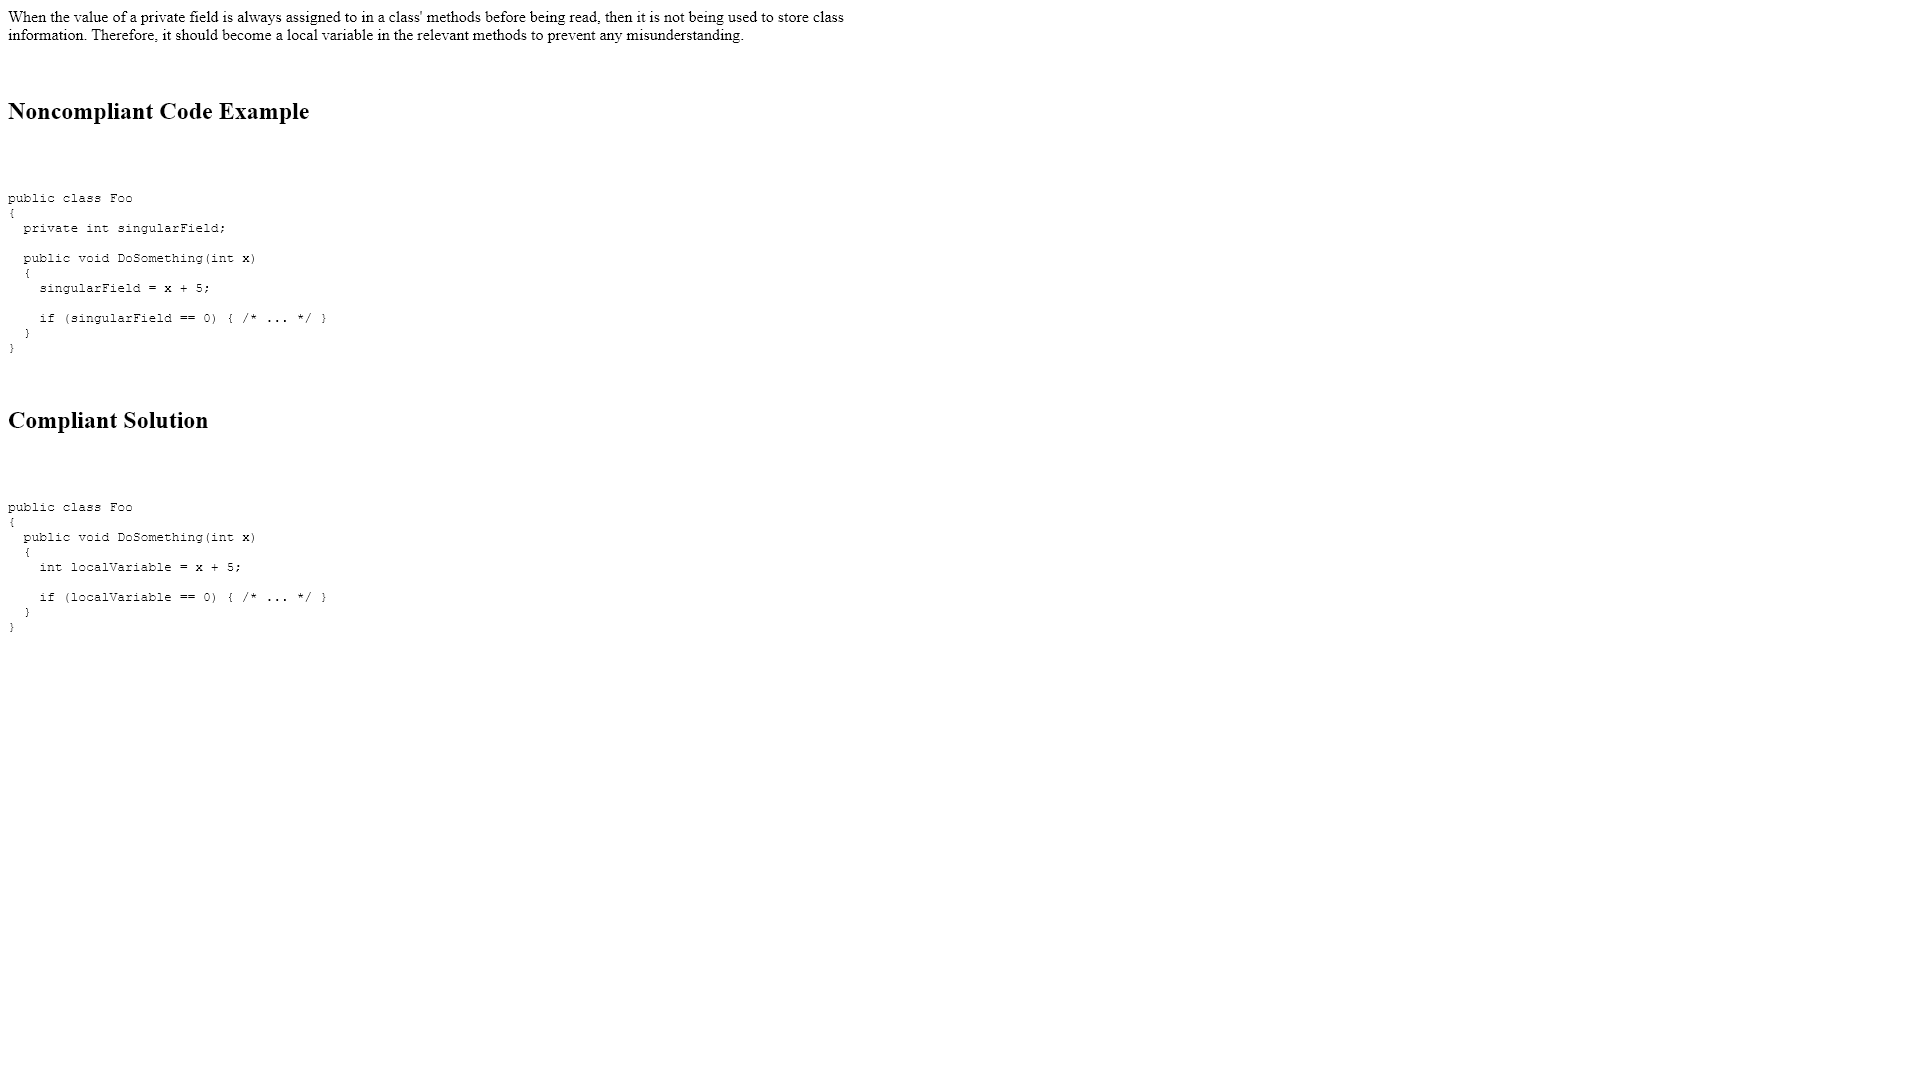 When the value of a private field is always assigned to in a class' methods before being read, then it is not being used to store class
information. Therefore, it should become a local variable in the relevant methods to prevent any misunderstanding.
Noncompliant Code Example
public class Foo
{
  private int singularField;
  public void DoSomething(int x)
  {
    singularField = x + 5;
    if (singularField == 0) { /* ... */ }
  }
}
Compliant Solution
public class Foo
{
  public void DoSomething(int x)
  {
    int localVariable = x + 5;
    if (localVariable == 0) { /* ... */ }
  }
}